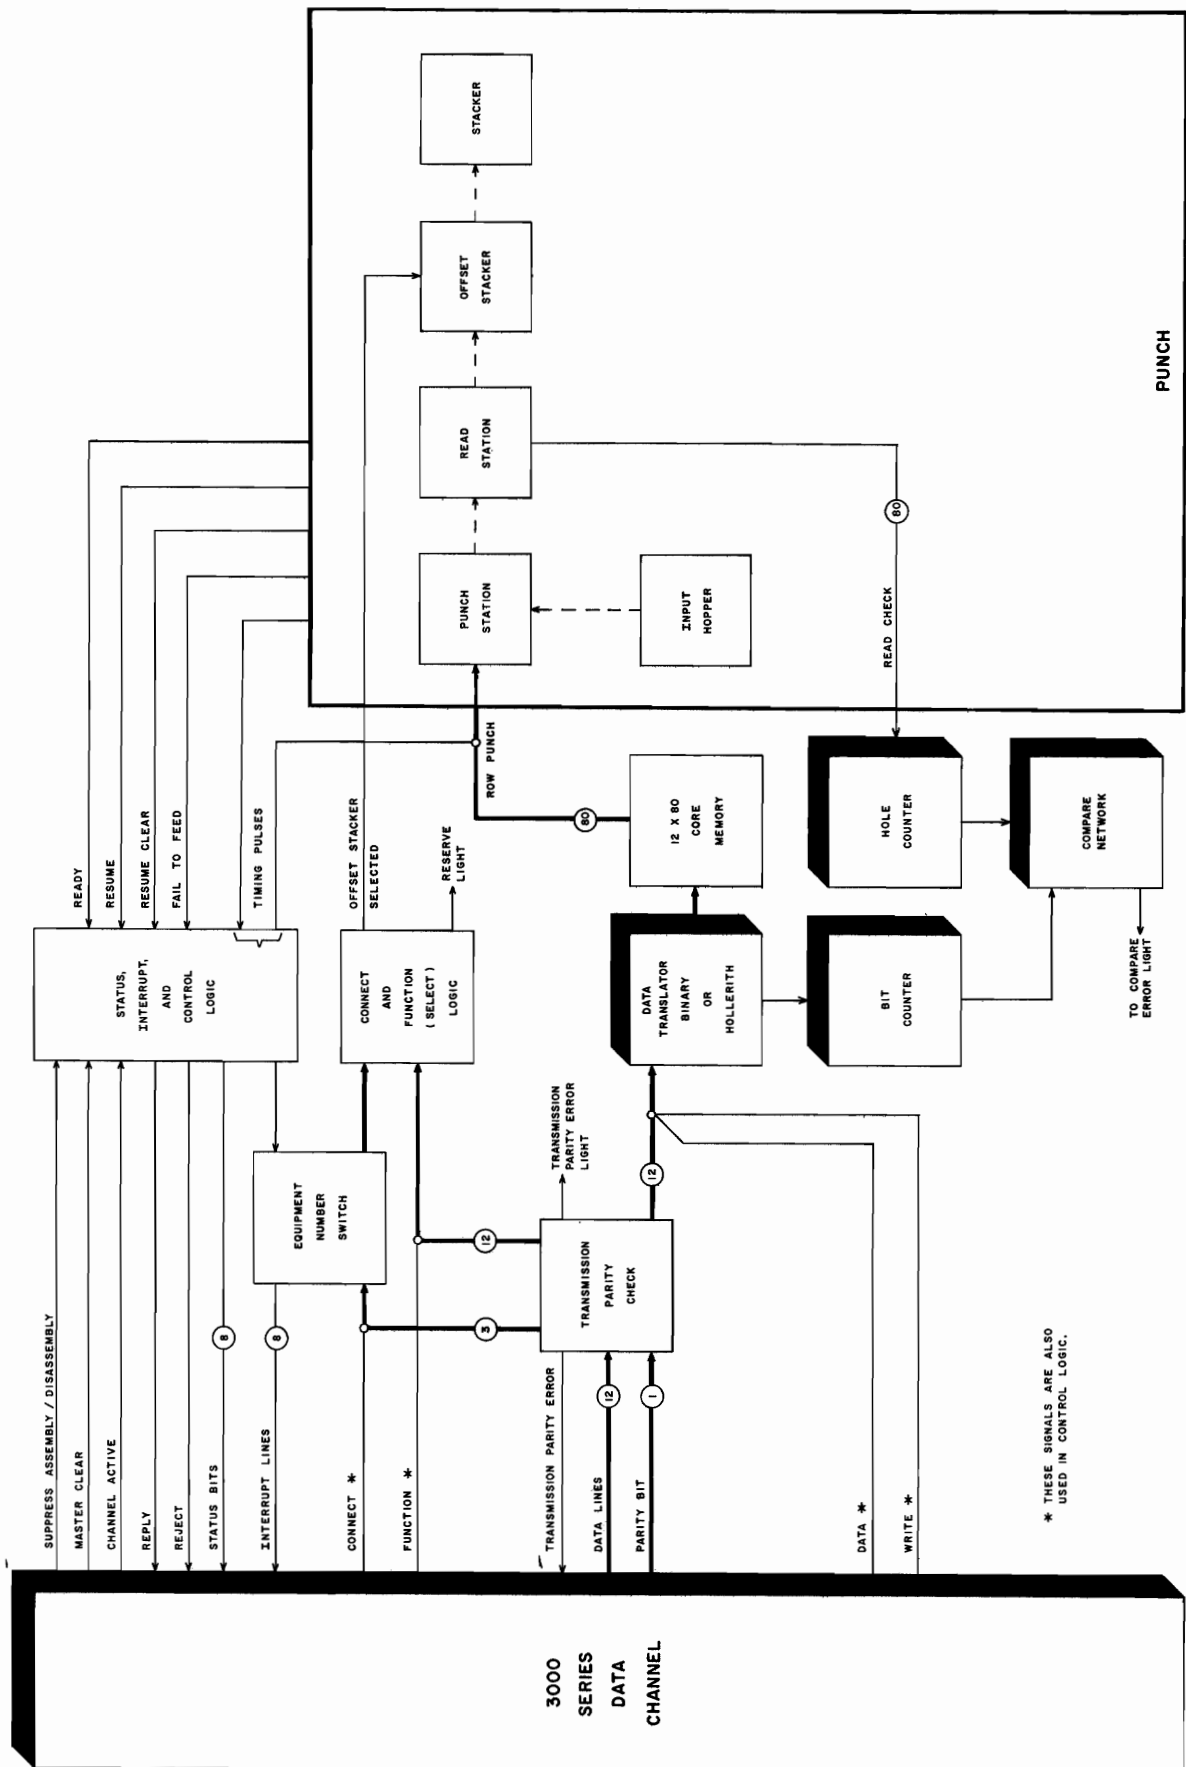 3000
SERIES
DATA
CHANNEL
SUPPRESS ASSEMBLY / DISASSEMBLY
MASTER CLEAR
CHANNEL ACTIVE
REPLY
REJECT
STATUS BITS
8
INTERRUPT LINES
8
CONNECT *
FUNCTION *
TRANSMISSION PARITY ERROR
DATA LINES
12
PARITY BIT
1
DATA *
WRITE *
* THESE SIGNALS ARE ALSO
USED IN CONTROL LOGIC.
EQUIPMENT
NUMBER
SWITCH
3
12
TRANSMISSION
PARITY
CHECK
TRANSMISSION
PARITY ERROR
LIGHT
12
STATUS,
INTERRUPT,
AND
CONTROL
LOGIC
CONNECT
AND
FUNCTION
( SELECT )
LOGIC
DATA
TRANSLATOR
BINARY
OR
HOLLERITH
BIT
COUNTER
TO COMPARE
ERROR LIGHT
READY
RESUME
RESUME CLEAR
FAIL TO FEED
TIMING PULSES
OFFSET STACKER
SELECTED
RESERVE
LIGHT
ROW PUNCH
80
12 X 80
CORE
MEMORY
HOLE
COUNTER
COMPARE
NETWORK
PUNCH
STATION
INPUT
HOPPER
READ CHECK
80
READ
STATION
OFFSET
STACKER
STACKER
PUNCH